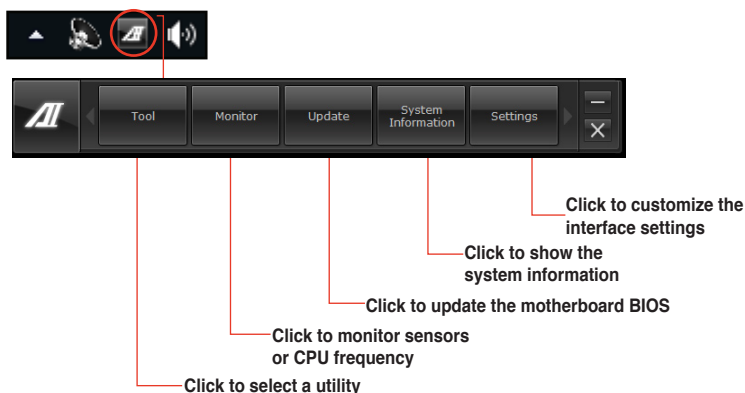 Tool Monitor Update System Information Settings
Click to customize the
interface settings
Click to show the
system information
Click to update the motherboard BIOS
Click to monitor sensors
or CPU frequency
Click to select a utility